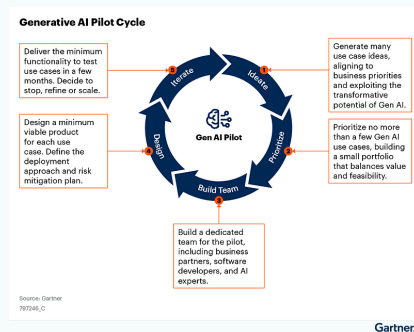 Generative AI Pilot Cycle
Deliver the minimum
functionality to test
use cases in a few
months. Decide to
stop, refine or scale.
5
Iterate
1
Ideate
Generate many
use case ideas,
aligning to
business priorities
and exploiting the
transformative
potential of Gen AI.
Gen AI Pilot
Design a minimum
viable product
for each use
case. Define the
deployment
approach and risk
mitigation plan.
4
Design
2
Prioritize
Prioritize no more
than a few Gen AI
use cases, building
a small portfolio
that balances value
and feasibility.
Build Team
3
Build a dedicated
team for the pilot,
including business
partners, software
developers, and AI
experts.
Source: Gartner
797246_C
Gartner